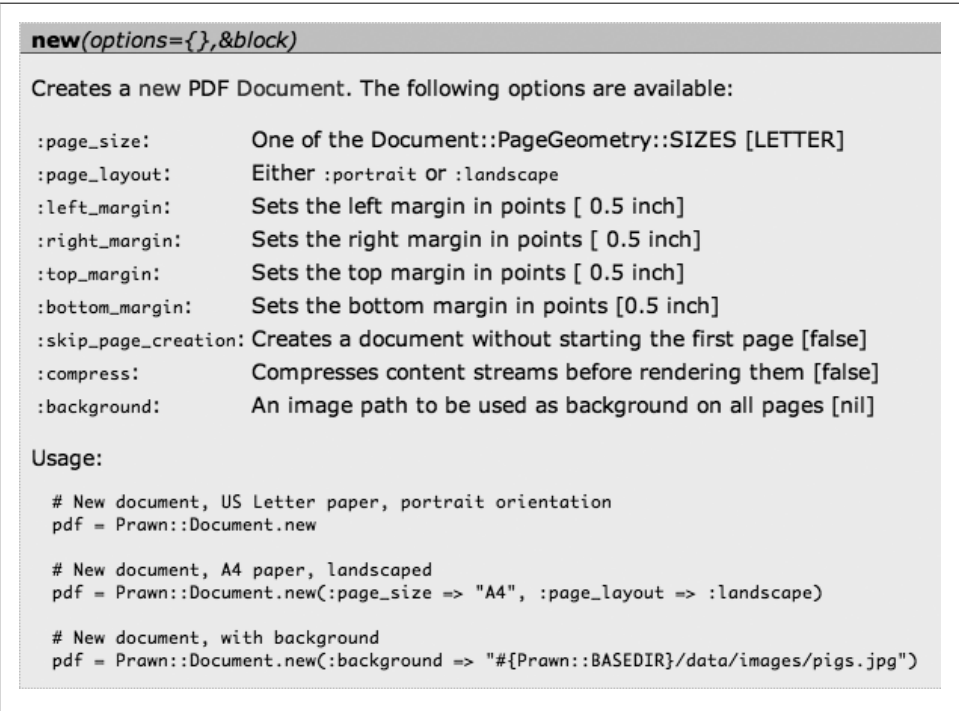 new(options={},&block)
Creates a new PDF Document. The following options are available:
:page_size: One of the Document::PageGeometry::SIZES [LETTER]
:page_layout: Either :portrait or :landscape
:left_margin: Sets the left margin in points [ 0.5 inch]
:right_margin: Sets the right margin in points [ 0.5 inch]
:top_margin: Sets the top margin in points [ 0.5 inch]
:bottom_margin: Sets the bottom margin in points [0.5 inch]
:skip_page_creation: Creates a document without starting the first page [false]
:compress: Compresses content streams before rendering them [false]
:background: An image path to be used as background on all pages [nil]
Usage:
# New document, US Letter paper, portrait orientation
pdf = Prawn::Document.new
# New document, A4 paper, landscaped
pdf = Prawn::Document.new(:page_size => "A4", :page_layout => :landscape)
# New document, with background
pdf = Prawn::Document.new(:background => "#{Prawn::BASEDIR}/data/images/pigs.jpg")